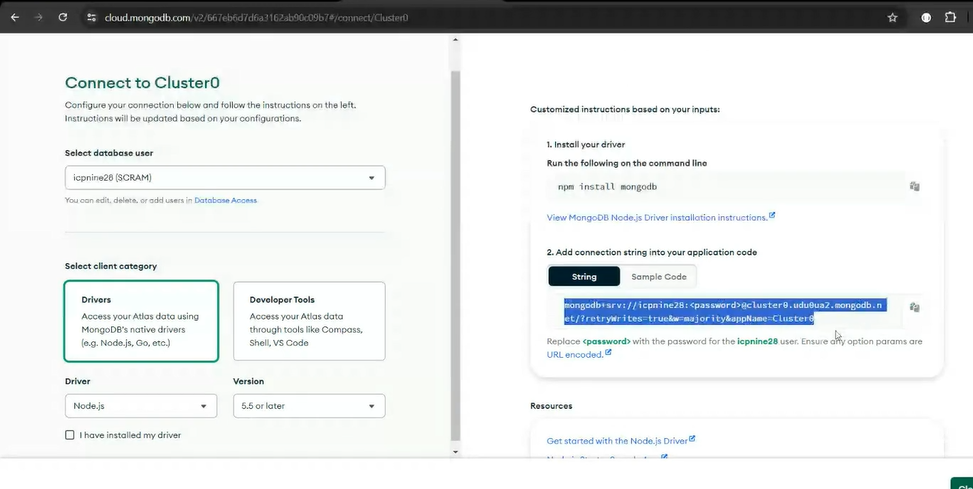 cloud.mongodb.com/v2/667eb6d7d6a3162ab90c09b7#/connect/Cluster0
Connect to Cluster0
Configure your connection below and follow the instructions on the left.
Instructions will be updated based on your configurations.
Select database user
icpnine28 (SCRAM)
You can edit, delete, or add users in Database Access
Select client category
Drivers
Access your Atlas data using
MongoDB's native drivers
(e.g. Node.js, Go, etc.)
Developer Tools
Access your Atlas data
through tools like Compass,
Shell, VS Code
Driver
Version
Node.js
5.5 or later
I have installed my driver
Customized instructions based on your inputs:
1. Install your driver
Run the following on the command line
npm install mongodb
View MongoDB Node.js Driver installation instructions.
2. Add connection string into your application code
String
Sample Code
mongodb+srv://icpnine28:<password>@cluster0.udu0ua2.mongodb.n
et/?retryWrites=true&w=majority&appName=Cluster0
Replace <password> with the password for the icpnine28 user. Ensure any option params are
URL encoded.
Resources
Get started with the Node.js Driver